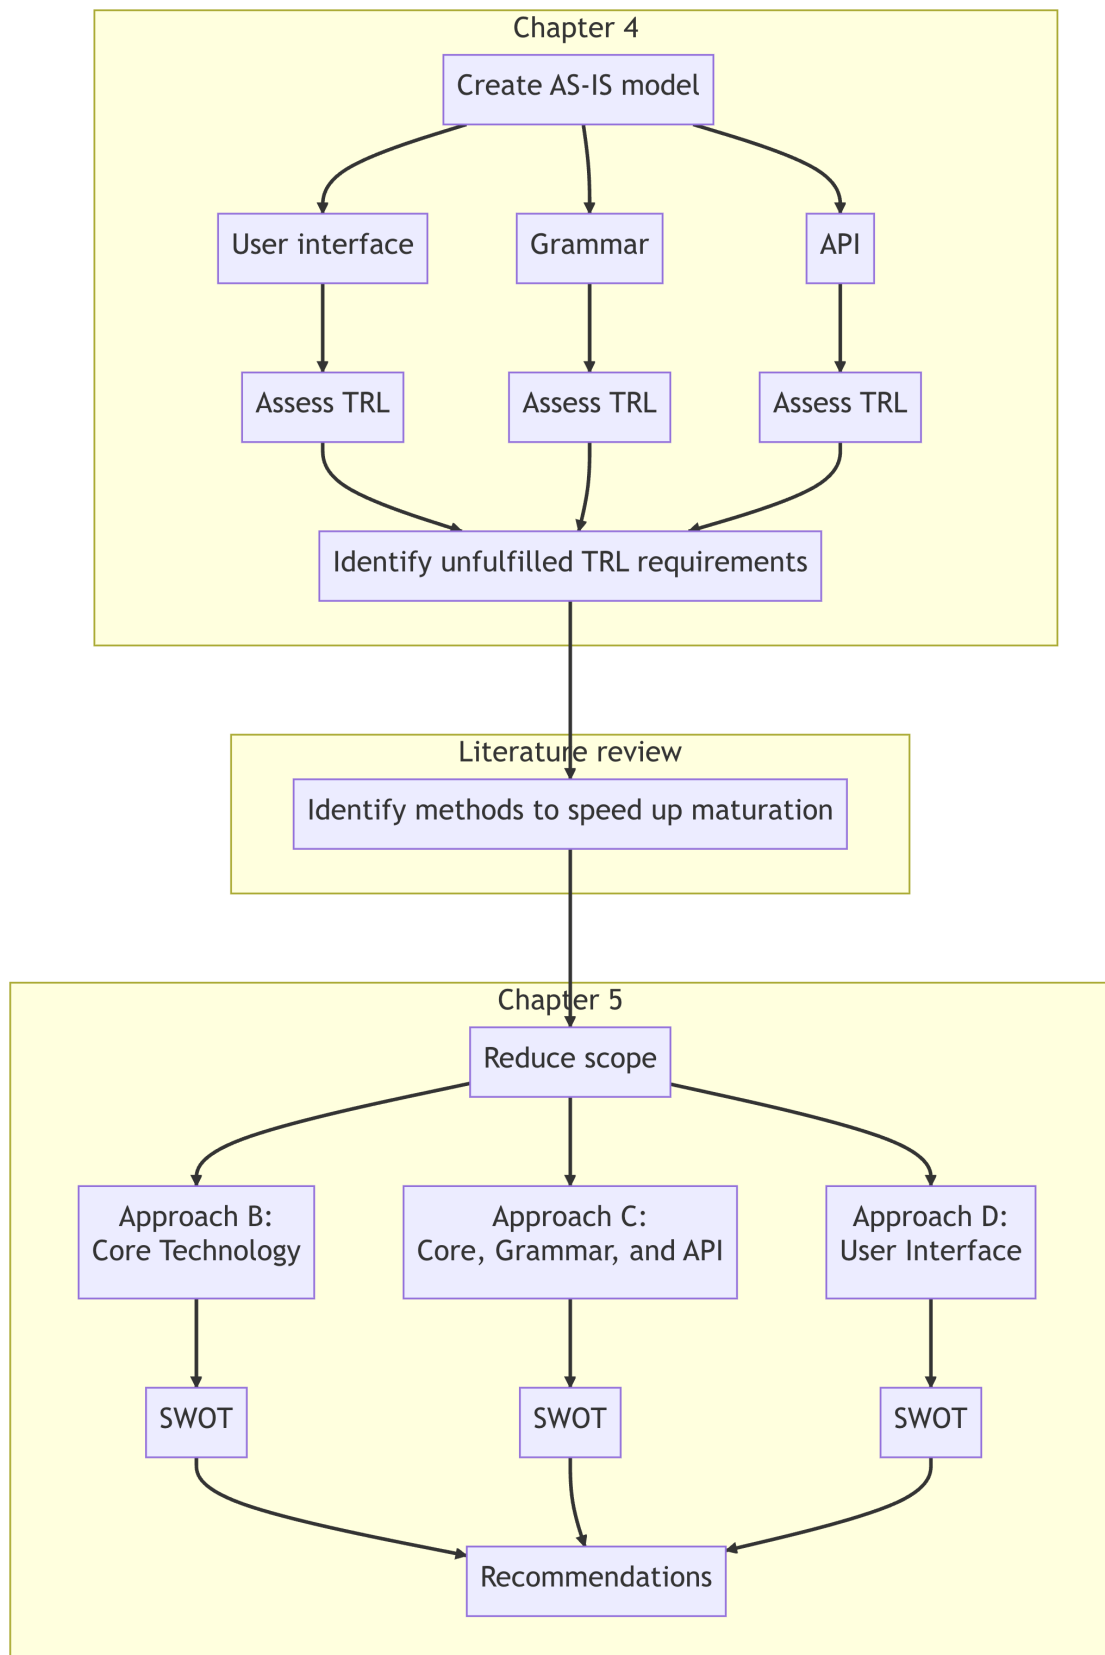 Chapter 4
Create AS-IS model
User interface
Grammar
API
Assess TRL
Assess TRL
Assess TRL
Identify unfulfilled TRL requirements
Literature review
Identify methods to speed up maturation
Chapter 5
Reduce scope
Approach B:
Core Technology
Approach C:
Core, Grammar, and API
Approach D:
User Interface
SWOT
SWOT
SWOT
Recommendations